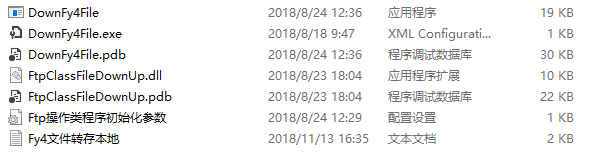 DownFy4File 2018/8/24 12:36 应用程序 19 KB
DownFy4File.exe 2018/8/18 9:47 XML Configurati... 1 KB
DownFy4File.pdb 2018/8/24 12:36 程序调试数据库 30 KB
FtpClassFileDownUp.dll 2018/8/23 18:04 应用程序扩展 10 KB
FtpClassFileDownUp.pdb 2018/8/23 18:04 程序调试数据库 22 KB
Ftp操作类程序初始化参数 2018/8/24 12:29 配置设置 1 KB
Fy4文件转存本地 2018/11/13 16:35 文本文档 2 KB